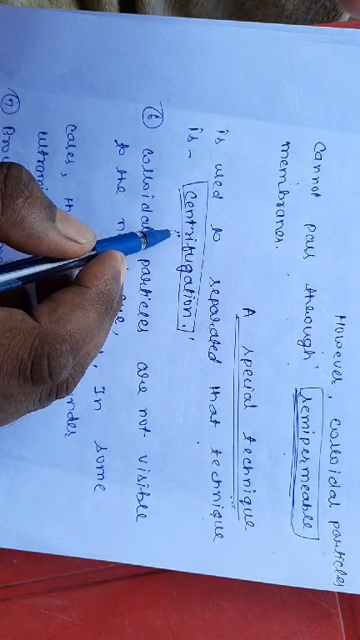 However, colloidal particles
cannot pass through semipermeable
membranes.
A special technique
is used to separated that technique
is - "Centrifugation".
⑥ colloidal particles are not visible
to the
In some
cases,
⑦